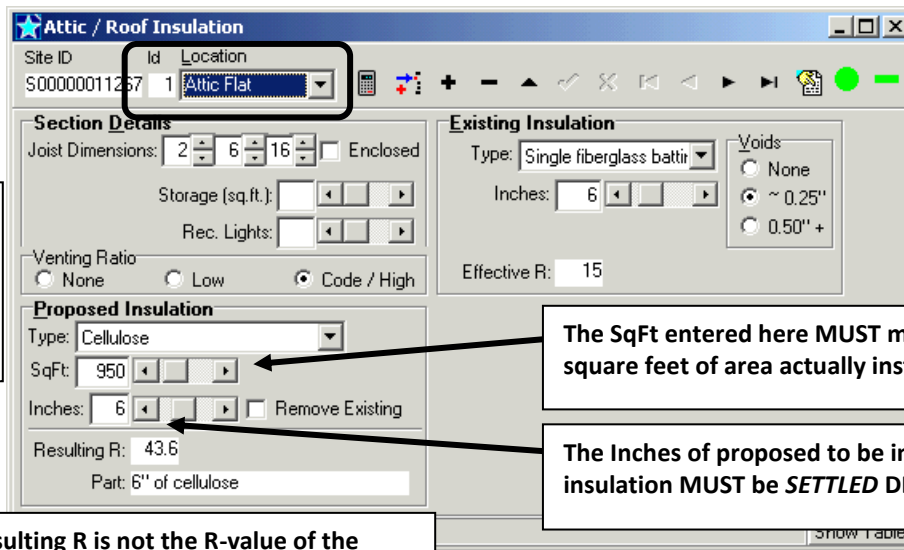 Attic / Roof Insulation
Site ID Id Location
S00000011267 1 Attic Flat
Section Details
Joist Dimensions: 2 6 16 Enclosed
Storage (sq.ft.):
Rec. Lights:
Venting Ratio
None Low Code / High
Existing Insulation
Type: Single fiberglass battin
Inches: 6
Voids
None
~ 0.25"
0.50" +
Effective R: 15
Proposed Insulation
Type: Cellulose
SqFt: 950
Inches: 6 Remove Existing
Resulting R: 43.6
Part: 6" of cellulose
The SqFt entered here MUST
square feet of area actually
The Inches of proposed to be
insulation MUST be SETTLED
Show Table
R is not the R-value of the